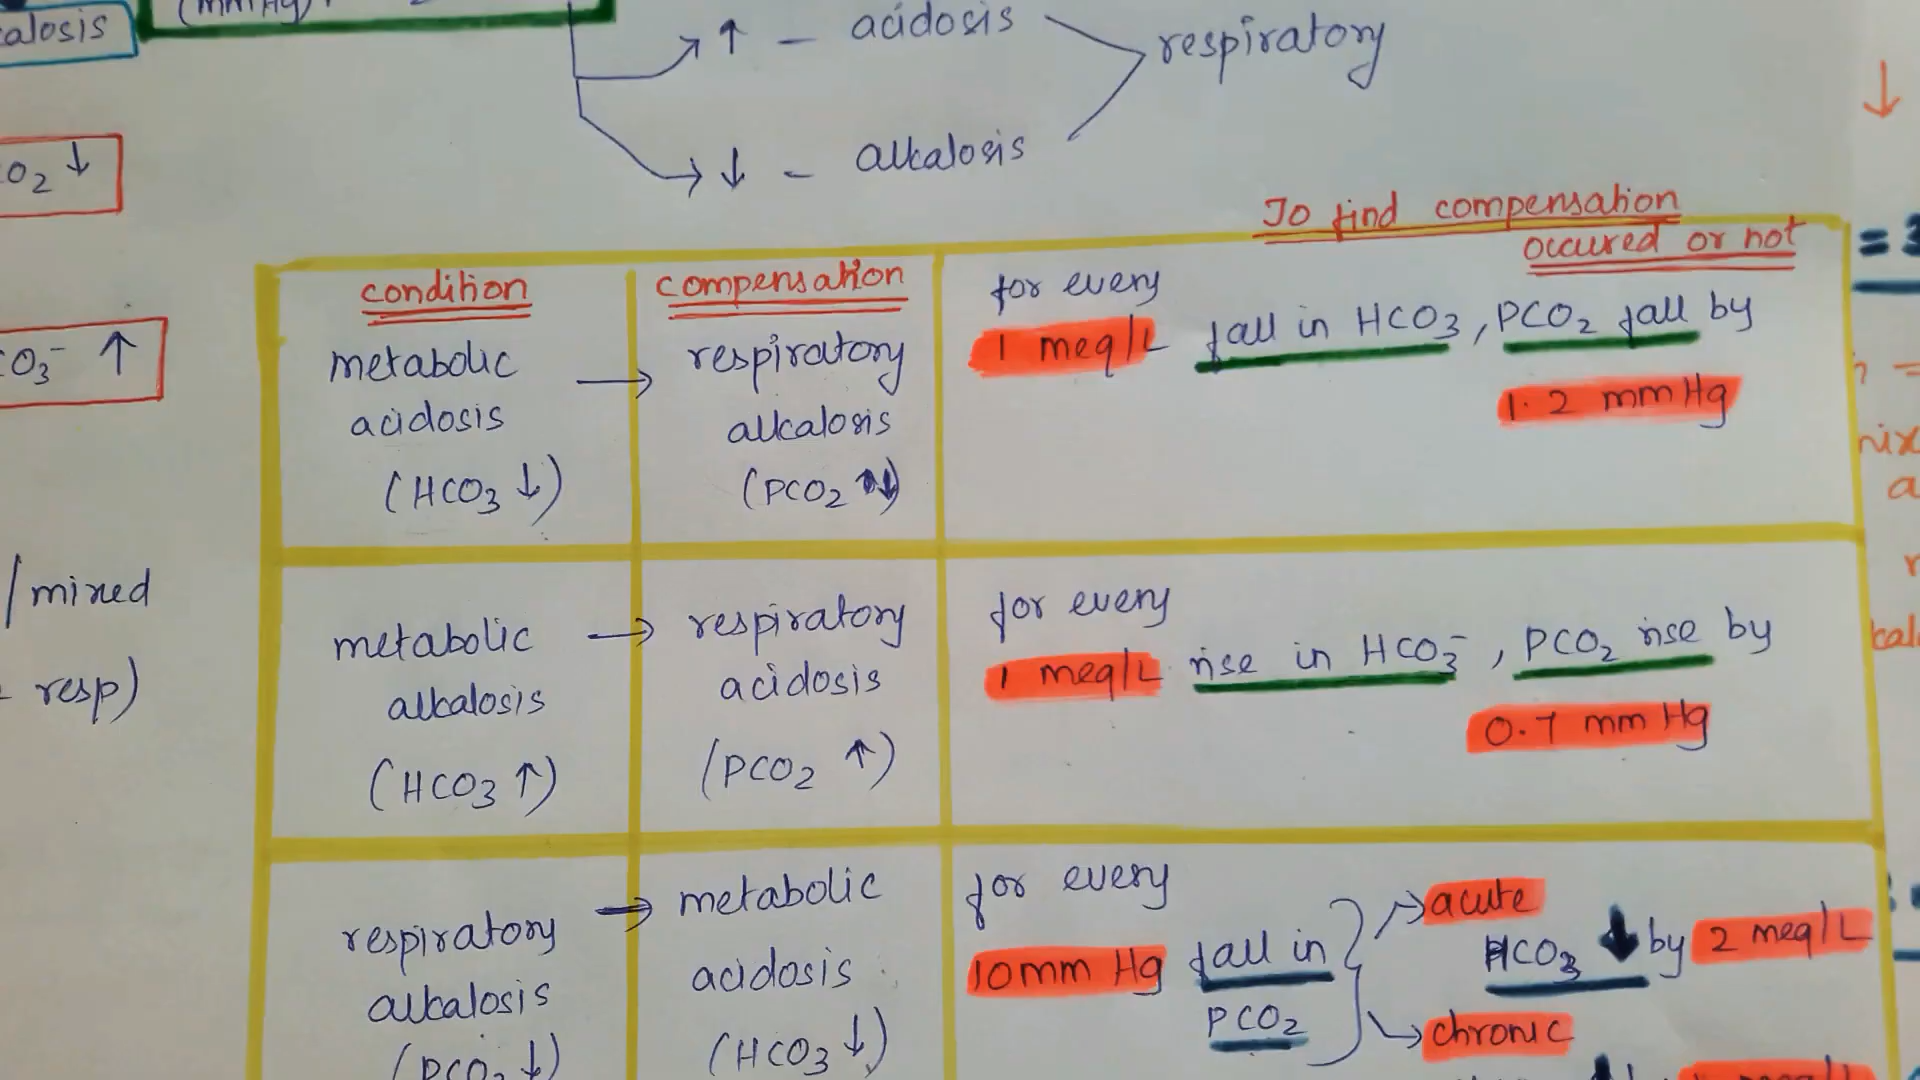 alosis
(mmHg)
↑ - acidosis
respiratory
↓ - alkalosis
O2 ↓
CO3⁻ ↑
/mixed
resp)
To find compensation
occured or not
condition
compensation
metabolic
acidosis
(HCO3 ↓)
→ respiratory
alkalosis
(PCO2 ↓)
for every
1 meq/L fall in HCO3, PCO2 fall by
1.2 mmHg
metabolic
alkalosis
(HCO3 ↑)
→ respiratory
acidosis
(PCO2 ↑)
for every
1 meq/L rise in HCO3⁻, PCO2 rise by
0.7 mm Hg
respiratory
alkalosis
(PCO2 ↓)
→ metabolic
acidosis
(HCO3 ↓)
for every
10mm Hg fall in
PCO2
→ acute
HCO3 ↓ by 2 meq/L
→ chronic